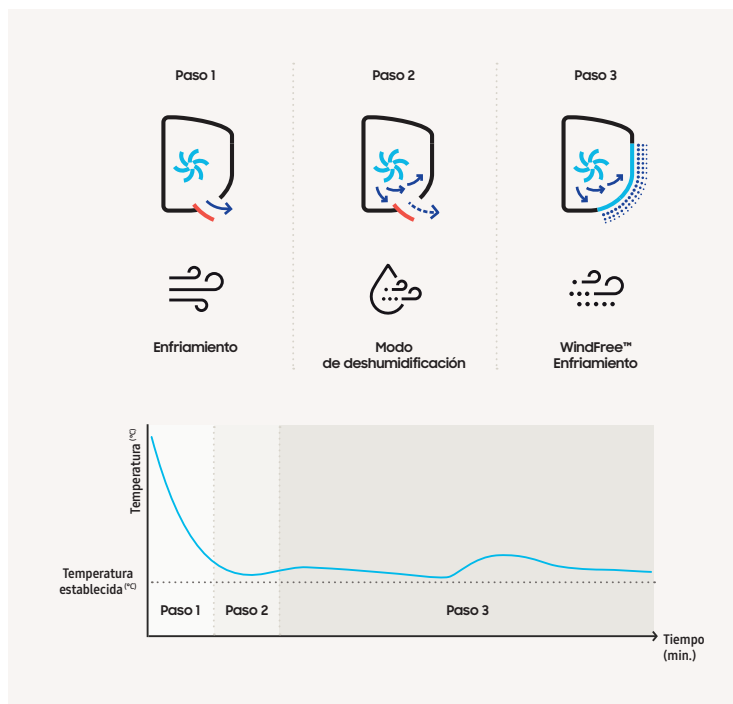 Paso 1
Paso 2
Paso 3
Enfriamiento
Modo
de deshumidificación
WindFree™
Enfriamiento
Temperatura (°C)
Temperatura
establecida (°C)
Paso 1
Paso 2
Paso 3
Tiempo
(min.)